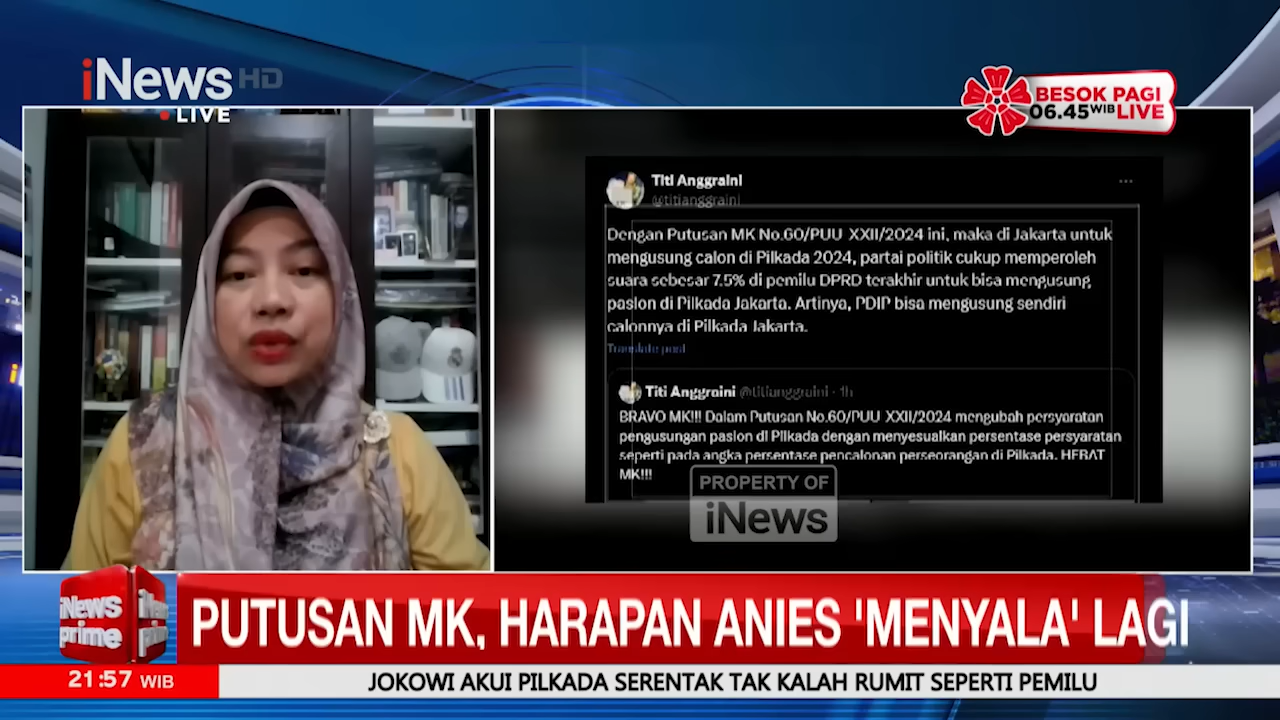 iNews HD
LIVE
BESOK PAGI
06.45 WIB LIVE
Titi Anggraini
@titianggraini
Dengan Putusan MK No.60/PUU XXII/2024 ini, maka di Jakarta untuk
mengusung calon di Pilkada 2024, partai politik cukup memperoleh
suara sebesar 7.5% di pemilu DPRD terakhir untuk bisa mengusung
paslon di Pilkada Jakarta. Artinya, PDIP bisa mengusung sendiri
calonnya di Pilkada Jakarta.
Translate post
Titi Anggraini @titianggraini · 1h
BRAVO MK!!! Dalam Putusan No.60/PUU XXII/2024 mengubah persyaratan
pengusungan paslon di Pilkada dengan menyesuaikan persentase persyaratan
seperti pada angka persentase pencalonan perseorangan di Pilkada. HEBAT
MK!!!
PROPERTY OF
iNews
iNews
prime
PUTUSAN MK, HARAPAN ANIES 'MENYALA' LAGI
21:57 WIB
JOKOWI AKUI PILKADA SERENTAK TAK KALAH RUMIT SEPERTI PEMILU